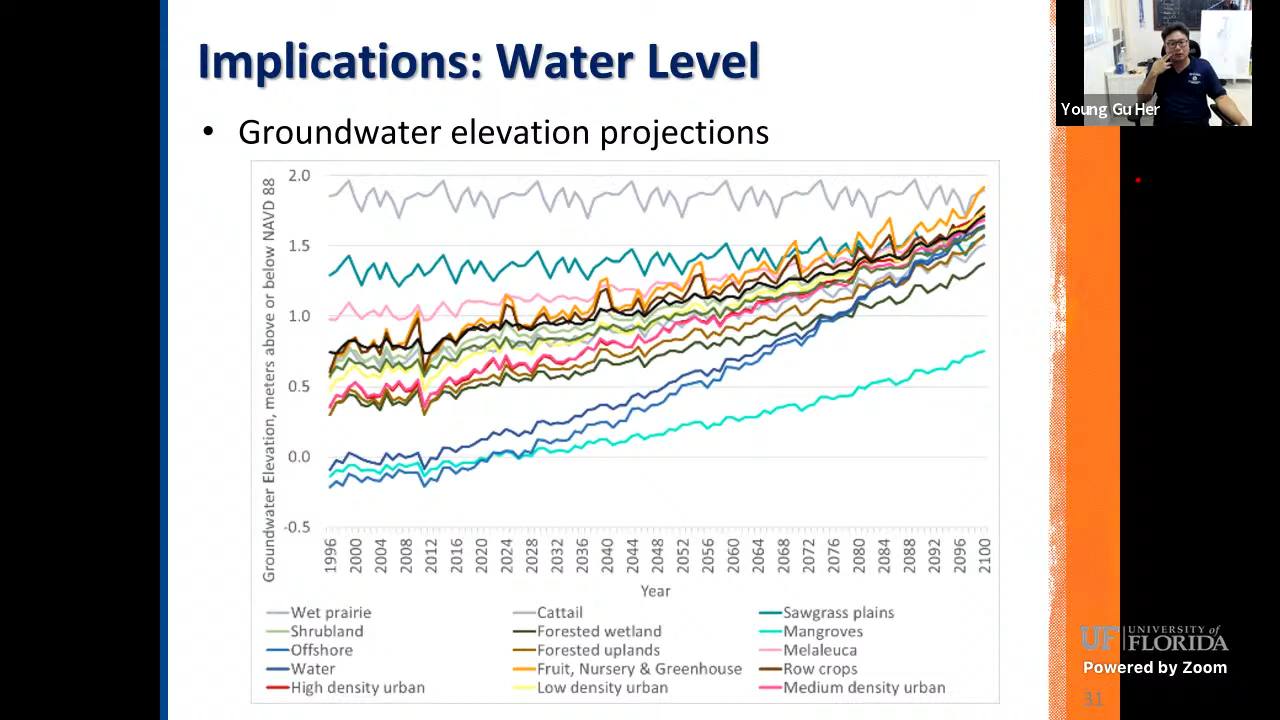 Implications: Water Level
Young Gu Her
• Groundwater elevation projections
Groundwater Elevation, meters above or below NAVD 88
2.0
1.5
1.0
0.5
0.0
-0.5
1996 2000 2004 2008 2012 2016 2020 2024 2028 2032 2036 2040 2044 2048 2052 2056 2060 2064 2068 2072 2076 2080 2084 2088 2092 2096 2100
Year
Wet prairie Cattail Sawgrass plains
Shrubland Forested wetland Mangroves
Offshore Forested uplands Melaleuca
Water Fruit, Nursery & Greenhouse Row crops
High density urban Low density urban Medium density urban
UF UNIVERSITY of
FLORIDA
Powered by Zoom
31